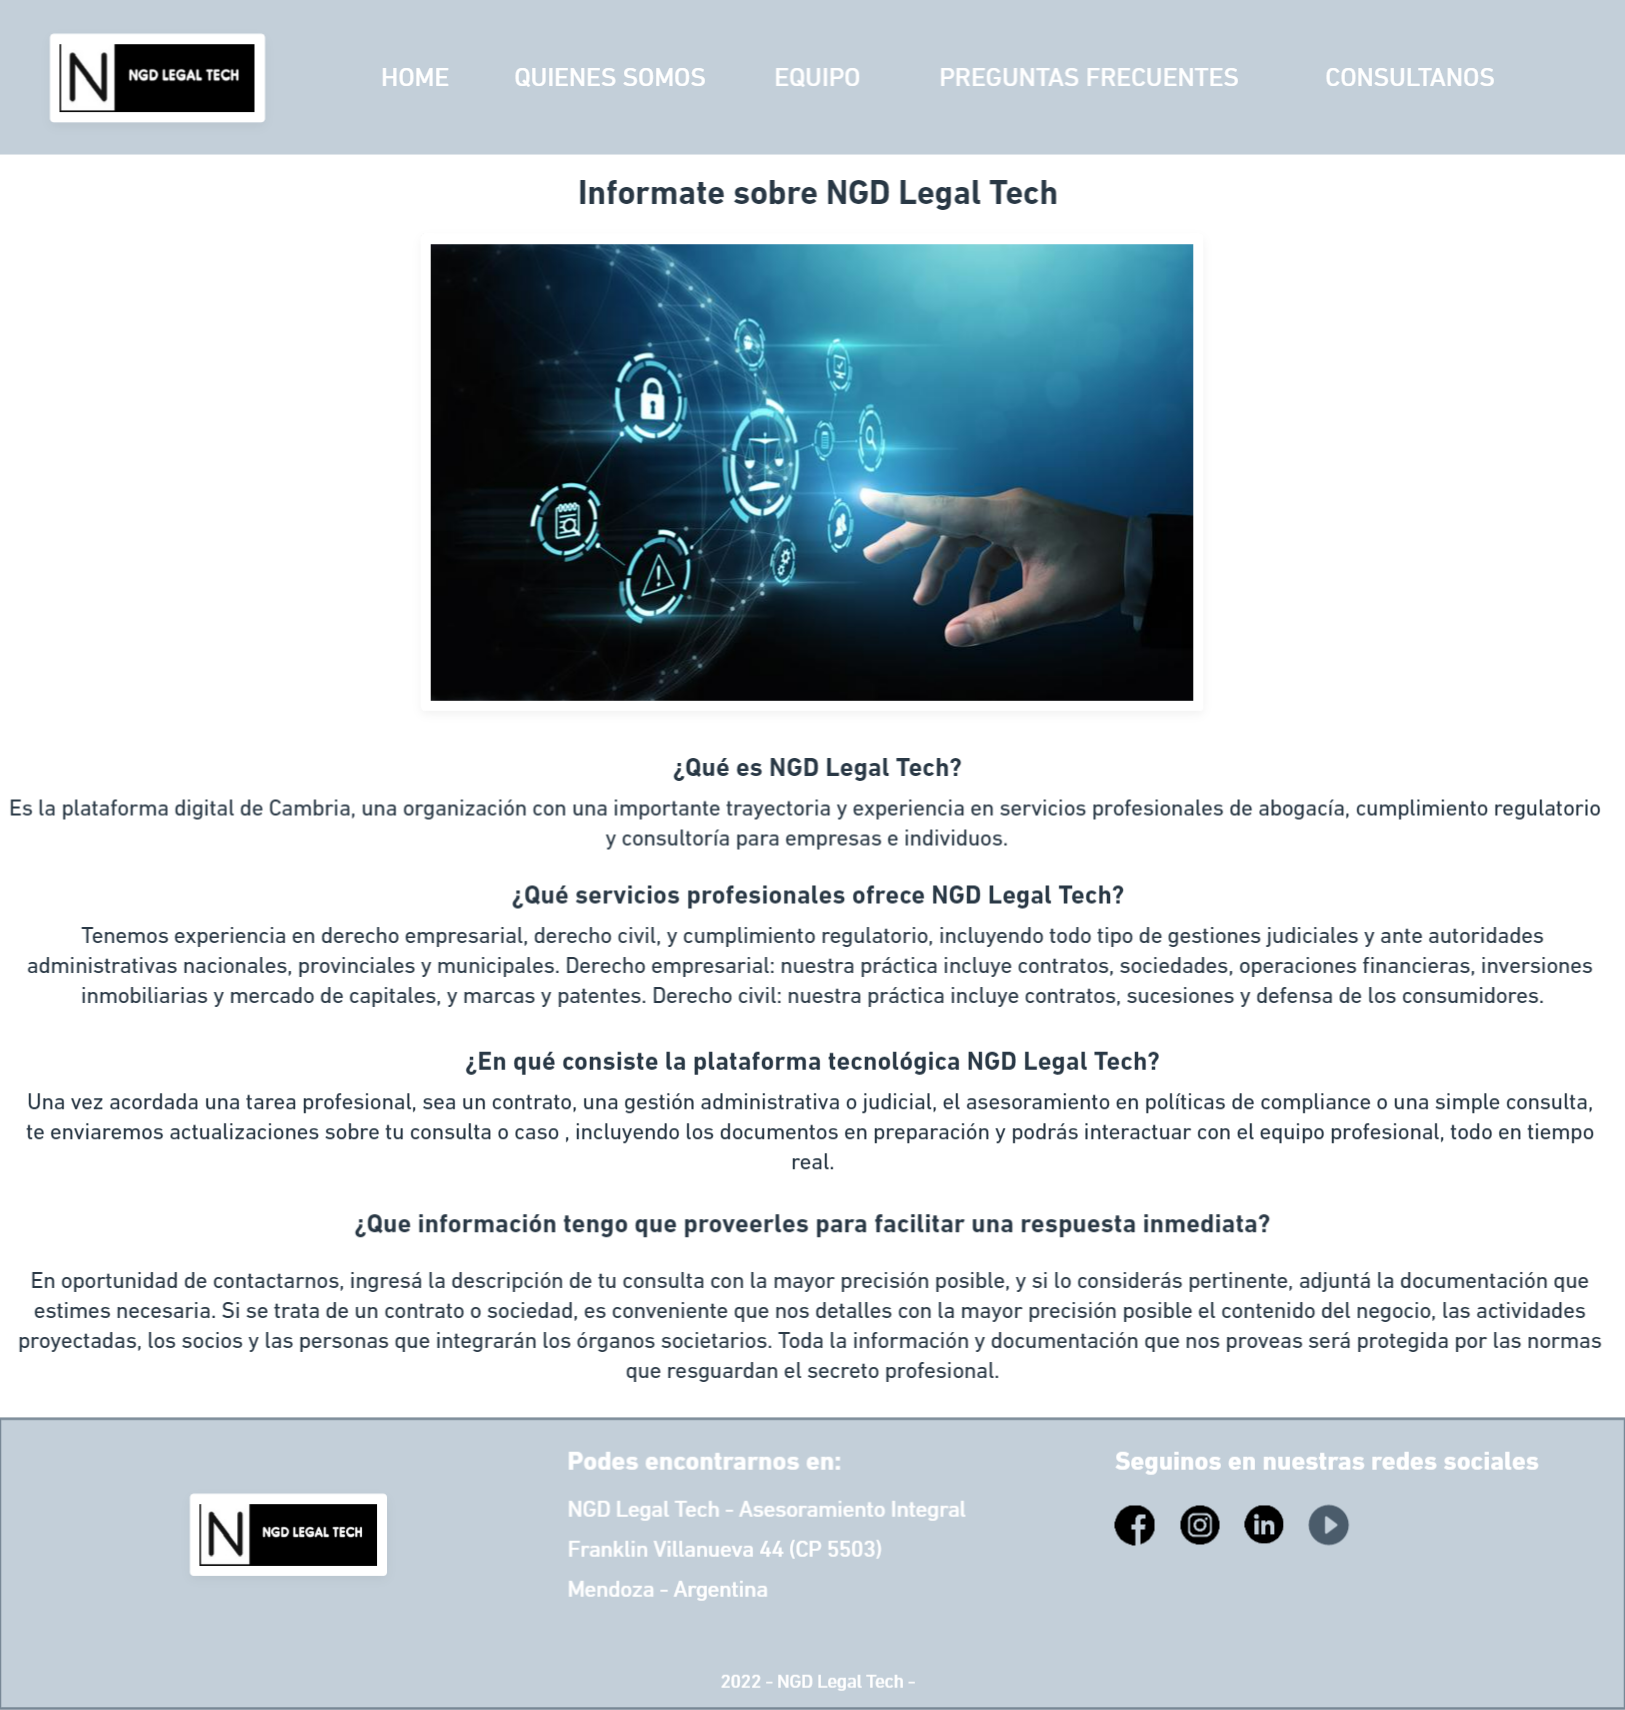 N NGD LEGAL TECH
HOME QUIENES SOMOS EQUIPO PREGUNTAS FRECUENTES CONSULTANOS
Informate sobre NGD Legal Tech
¿Qué es NGD Legal Tech?
Es la plataforma digital de Cambria, una organización con una importante trayectoria y experiencia en servicios profesionales de abogacía, cumplimiento regulatorio
y consultoría para empresas e individuos.
¿Qué servicios profesionales ofrece NGD Legal Tech?
Tenemos experiencia en derecho empresarial, derecho civil, y cumplimiento regulatorio, incluyendo todo tipo de gestiones judiciales y ante autoridades
administrativas nacionales, provinciales y municipales. Derecho empresarial: nuestra práctica incluye contratos, sociedades, operaciones financieras, inversiones
inmobiliarias y mercado de capitales, y marcas y patentes. Derecho civil: nuestra práctica incluye contratos, sucesiones y defensa de los consumidores.
¿En qué consiste la plataforma tecnológica NGD Legal Tech?
Una vez acordada una tarea profesional, sea un contrato, una gestión administrativa o judicial, el asesoramiento en políticas de compliance o una simple consulta,
te enviaremos actualizaciones sobre tu consulta o caso , incluyendo los documentos en preparación y podrás interactuar con el equipo profesional, todo en tiempo
real.
¿Que información tengo que proveerles para facilitar una respuesta inmediata?
En oportunidad de contactarnos, ingresá la descripción de tu consulta con la mayor precisión posible, y si lo considerás pertinente, adjuntá la documentación que
estimes necesaria. Si se trata de un contrato o sociedad, es conveniente que nos detalles con la mayor precisión posible el contenido del negocio, las actividades
proyectadas, los socios y las personas que integrarán los órganos societarios. Toda la información y documentación que nos proveas será protegida por las normas
que resguardan el secreto profesional.
N NGD LEGAL TECH
Podes encontrarnos en:
NGD Legal Tech - Asesoramiento Integral
Franklin Villanueva 44 (CP 5503)
Mendoza - Argentina
Seguinos en nuestras redes sociales
2022 - NGD Legal Tech -